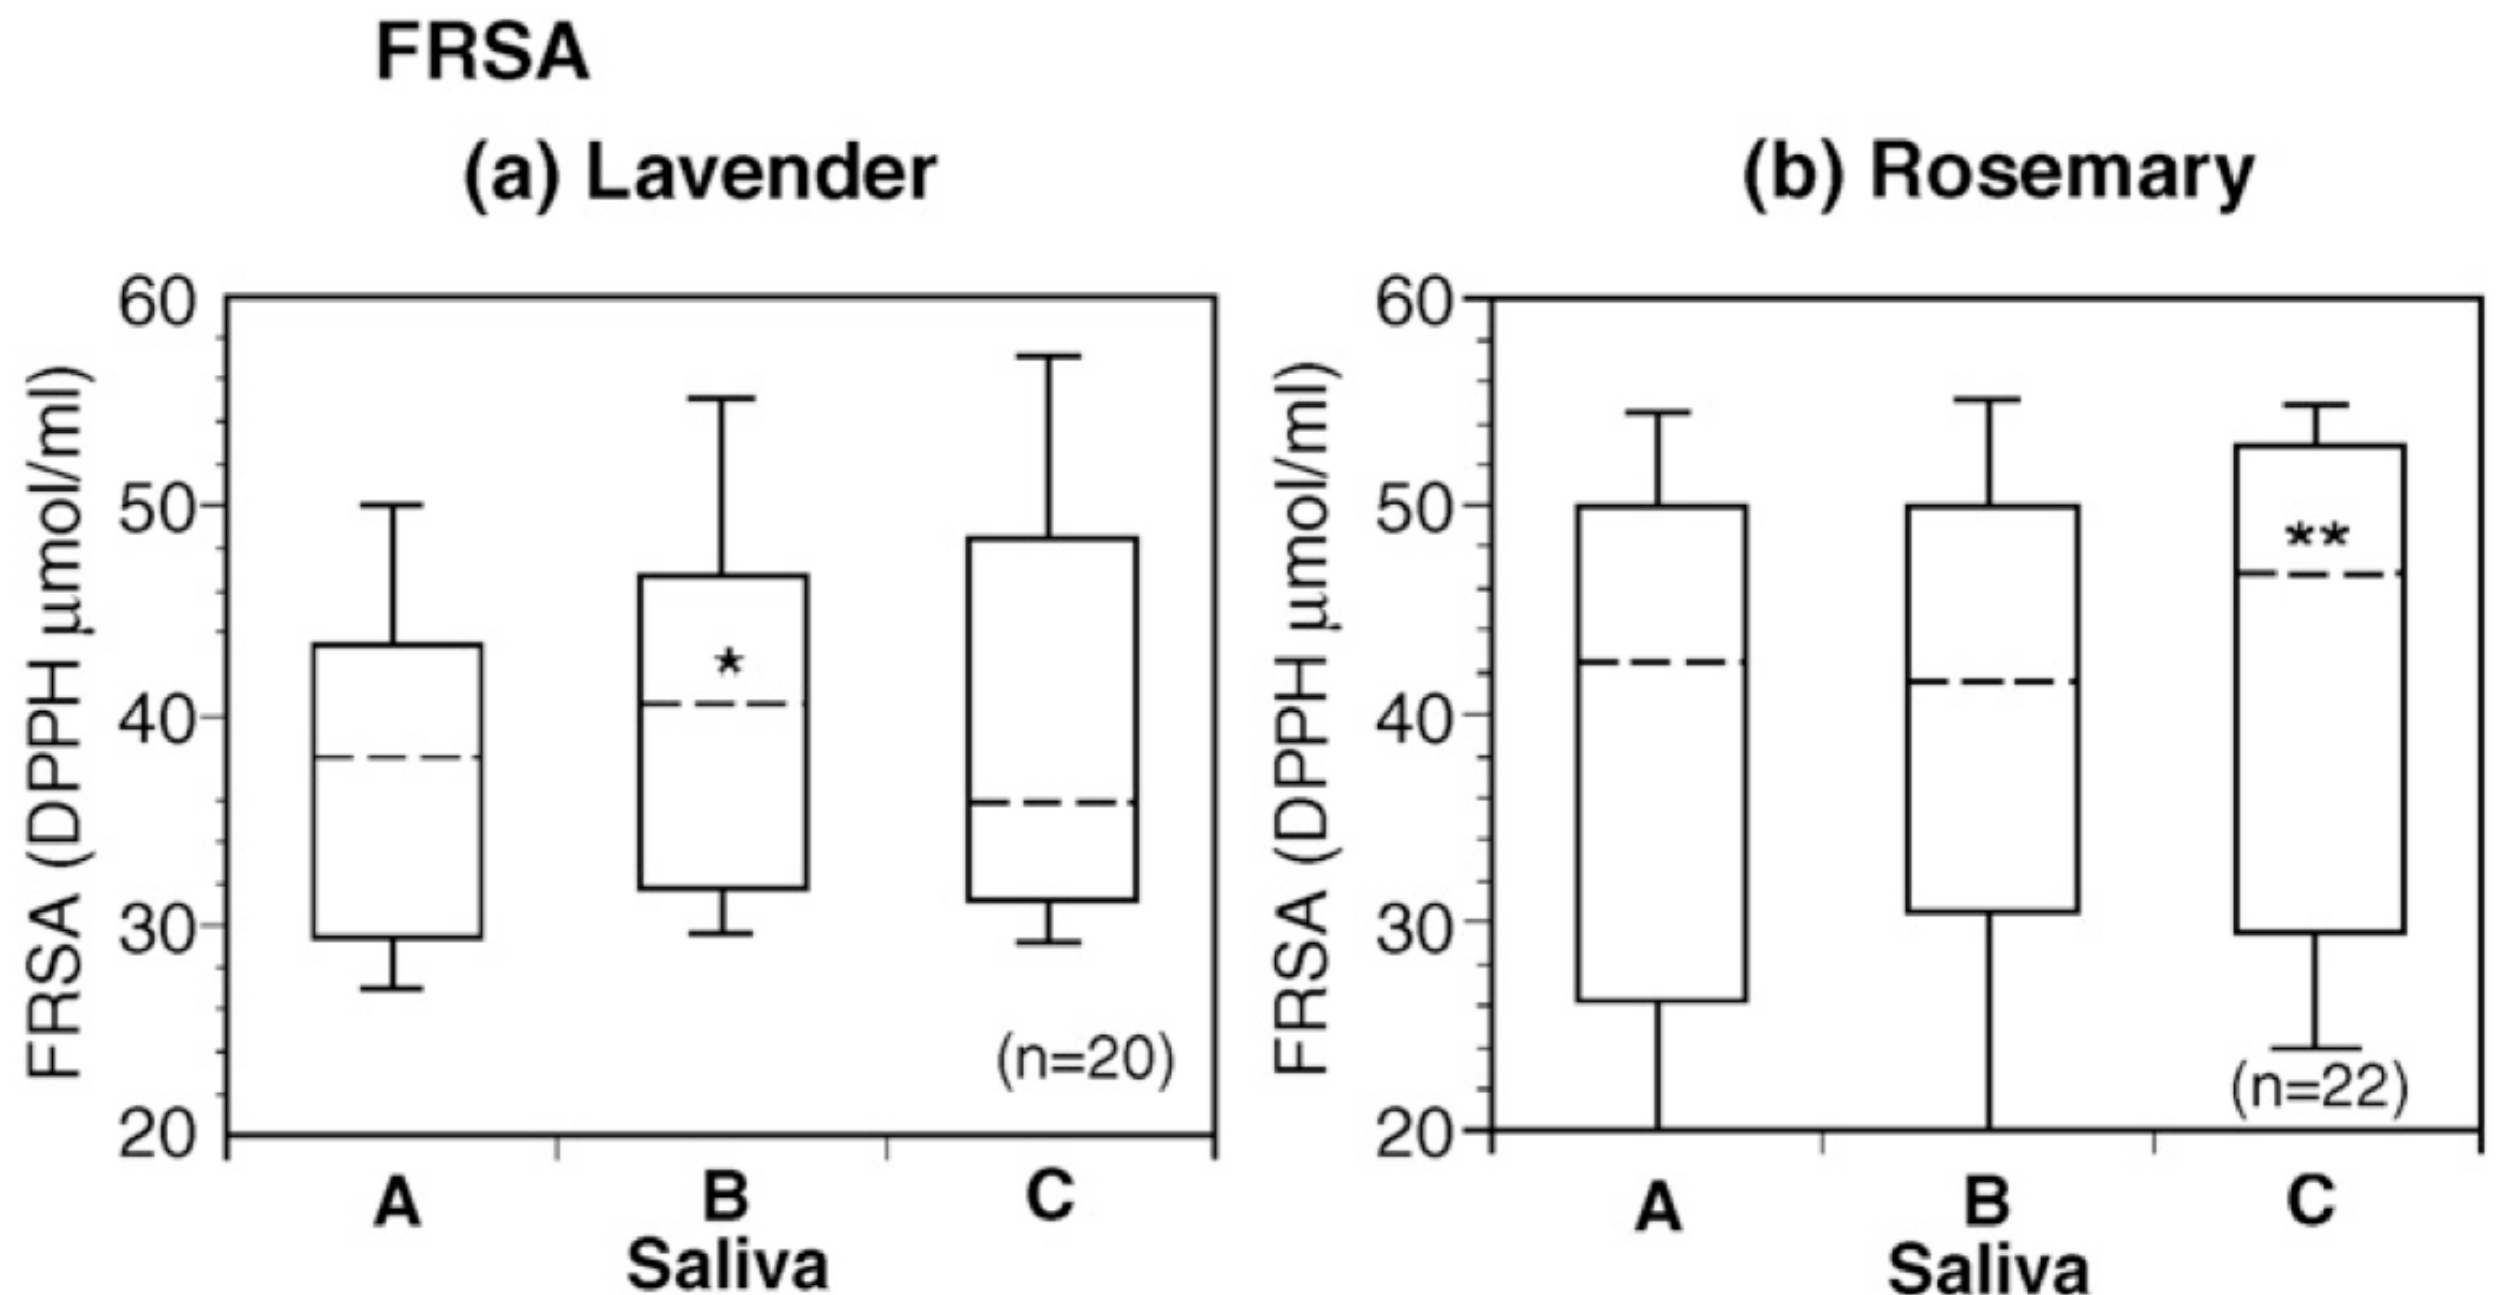 FRSA
(a) Lavender
FRSA (DPPH μmol/ml)
60
50
40
30
20
*
(n=20)
A B C
Saliva
(b) Rosemary
FRSA (DPPH μmol/ml)
60
50
40
30
20
**
(n=22)
A B C
Saliva